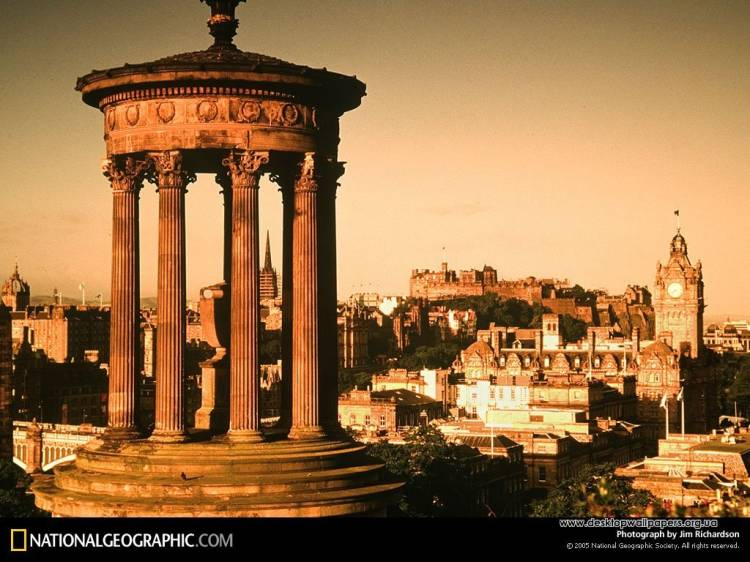 NATIONALGEOGRAPHIC.COM
www.desktopwallpapers.org.ua
Photograph by Jim Richardson
© 2005 National Geographic Society. All rights reserved.